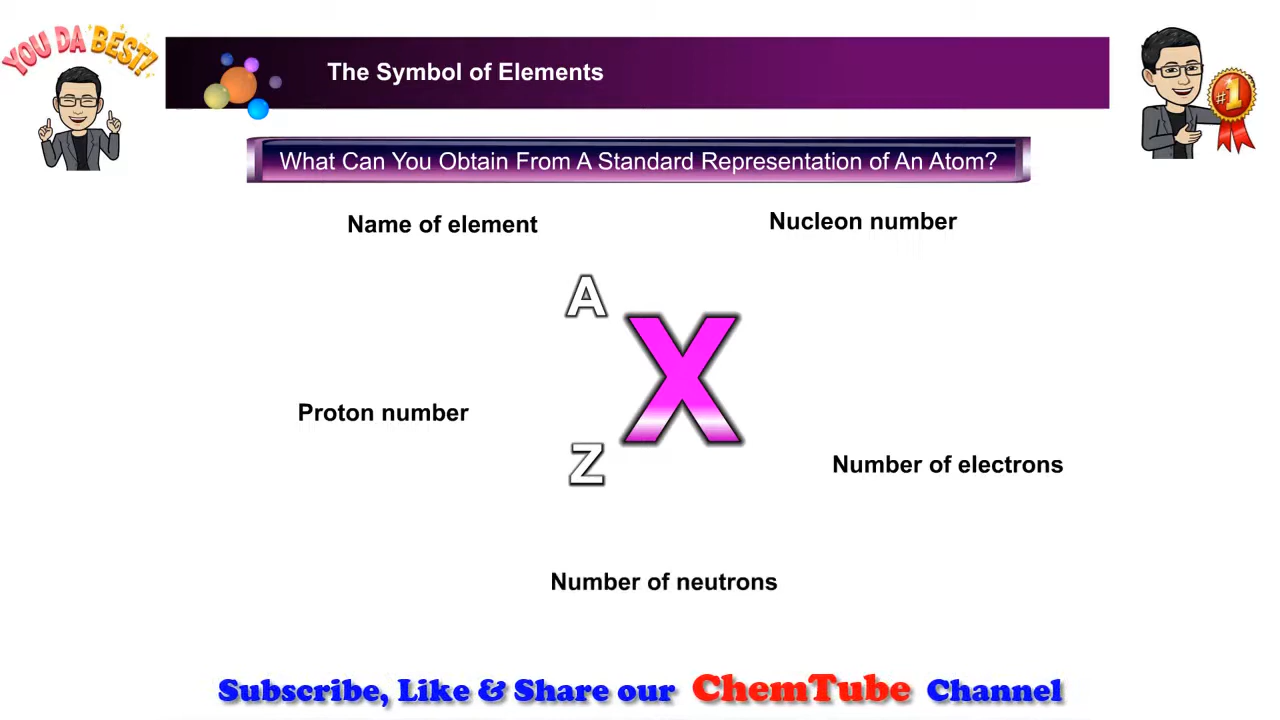 YOU DA BEST!
The Symbol of Elements
#1
What Can You Obtain From A Standard Representation of An Atom?
Name of element
Nucleon number
A
X
Proton number
Z
Number of electrons
Number of neutrons
Subscribe, Like & Share our ChemTube Channel